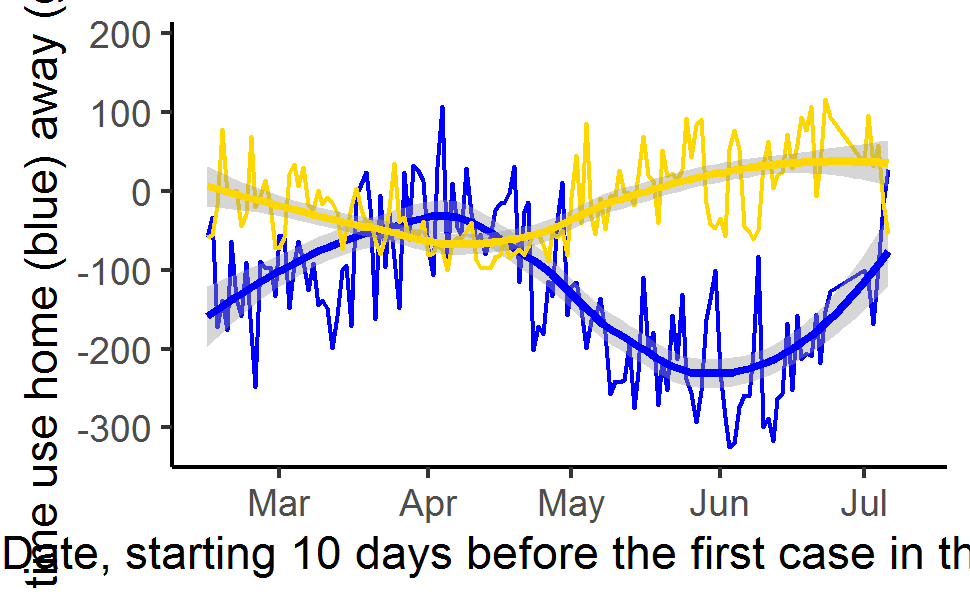 time use home (blue) away (
200
100
0
-100
-200
-300
Mar
Apr
May
Jun
Jul
Date, starting 10 days before the first case in th